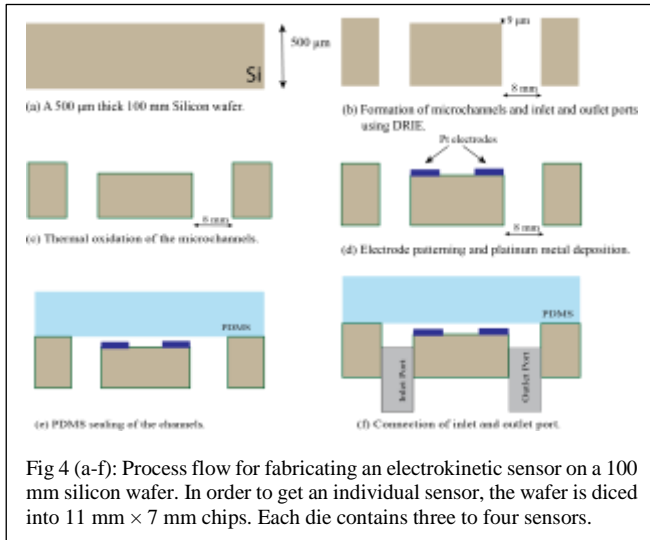 500 μm
Si
(a) A 500 μm thick 100 mm Silicon wafer.
9 μm
8 mm
(b) Formation of microchannels and inlet and outlet ports
using DRIE.
8 mm
(c) Thermal oxidation of the microchannels.
Pt electrodes
8 mm
(d) Electrode patterning and platinum metal deposition.
PDMS
(e) PDMS sealing of the channels.
PDMS
Inlet Port
Outlet Port
(f) Connection of inlet and outlet port.
Fig 4 (a-f): Process flow for fabricating an electrokinetic sensor on a 100
mm silicon wafer. In order to get an individual sensor, the wafer is diced
into 11 mm × 7 mm chips. Each die contains three to four sensors.